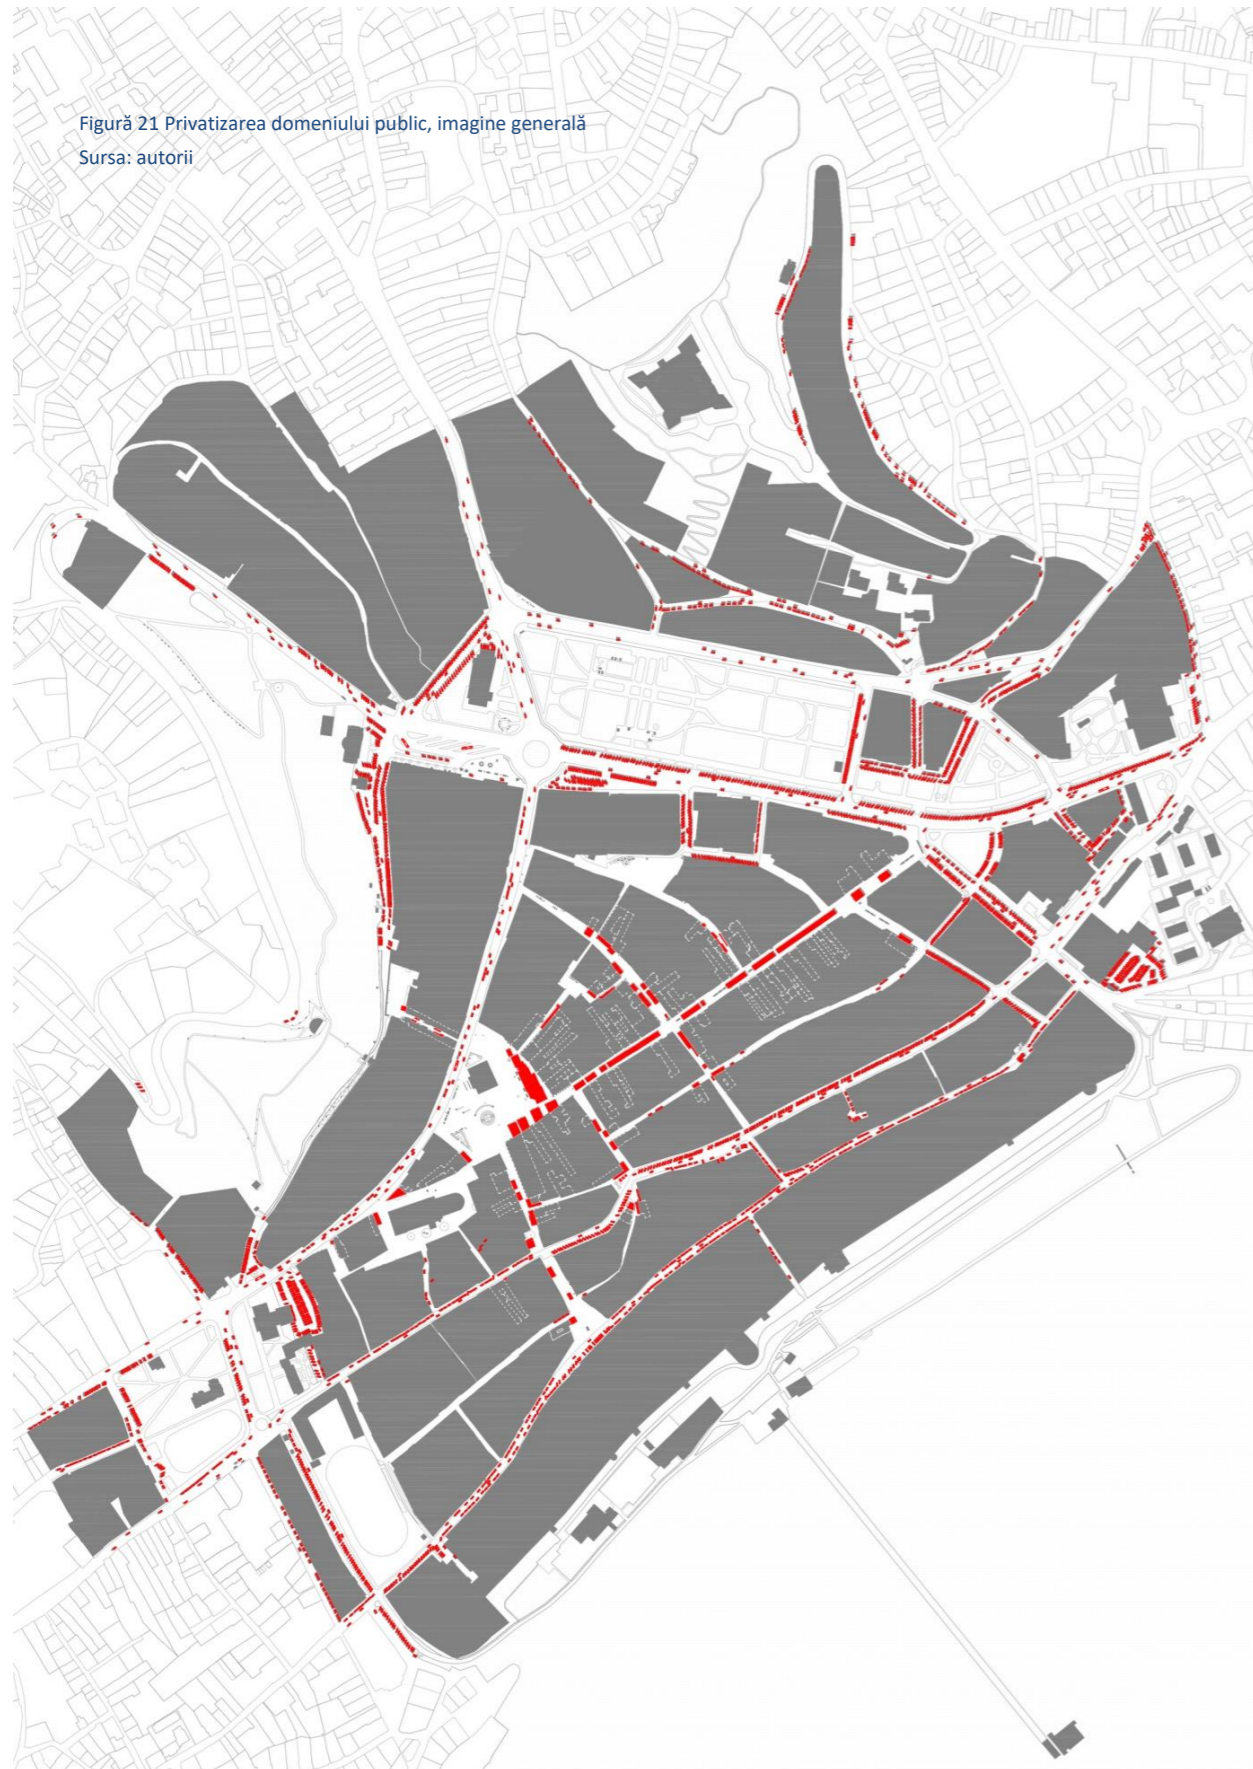 Figură 21 Privatizarea domeniului public, imagine generală
Sursa: autorii